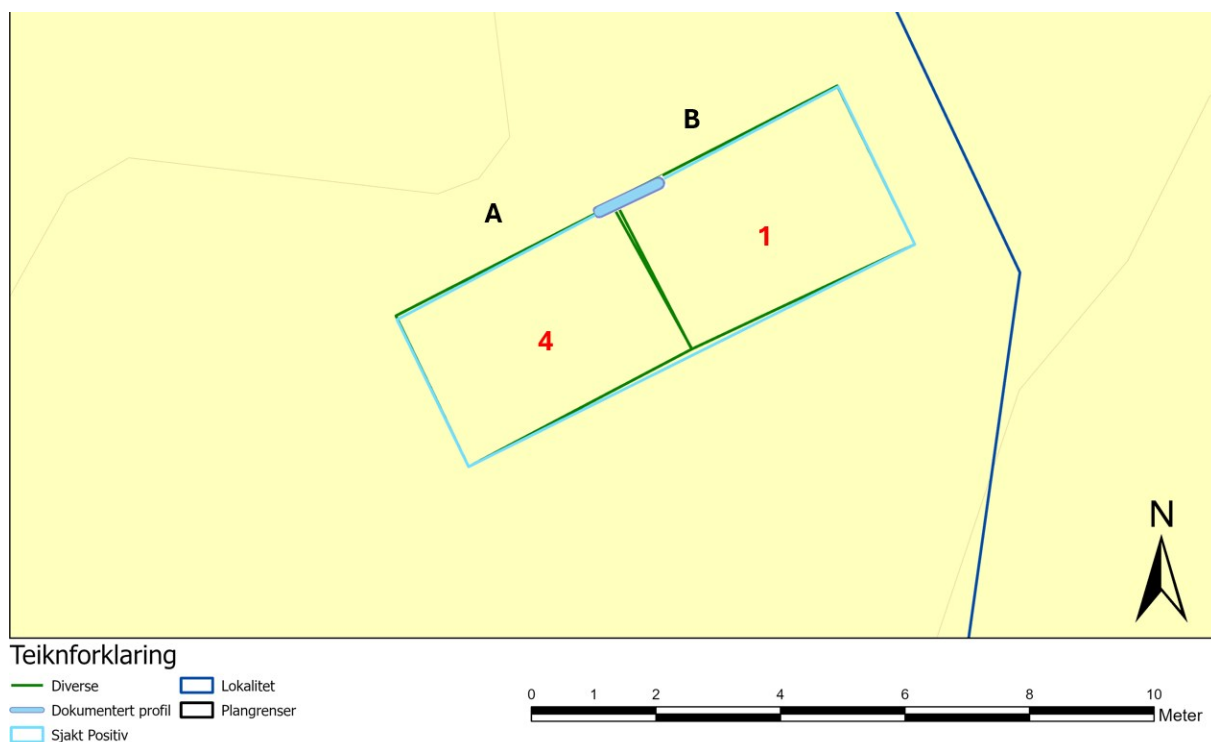 B
A
1
4
N
Teiknforklaring
Diverse
Lokalitet
Dokumentert profil
Plangrenser
Sjakt Positiv
0 1 2 4 6 8 10
Meter